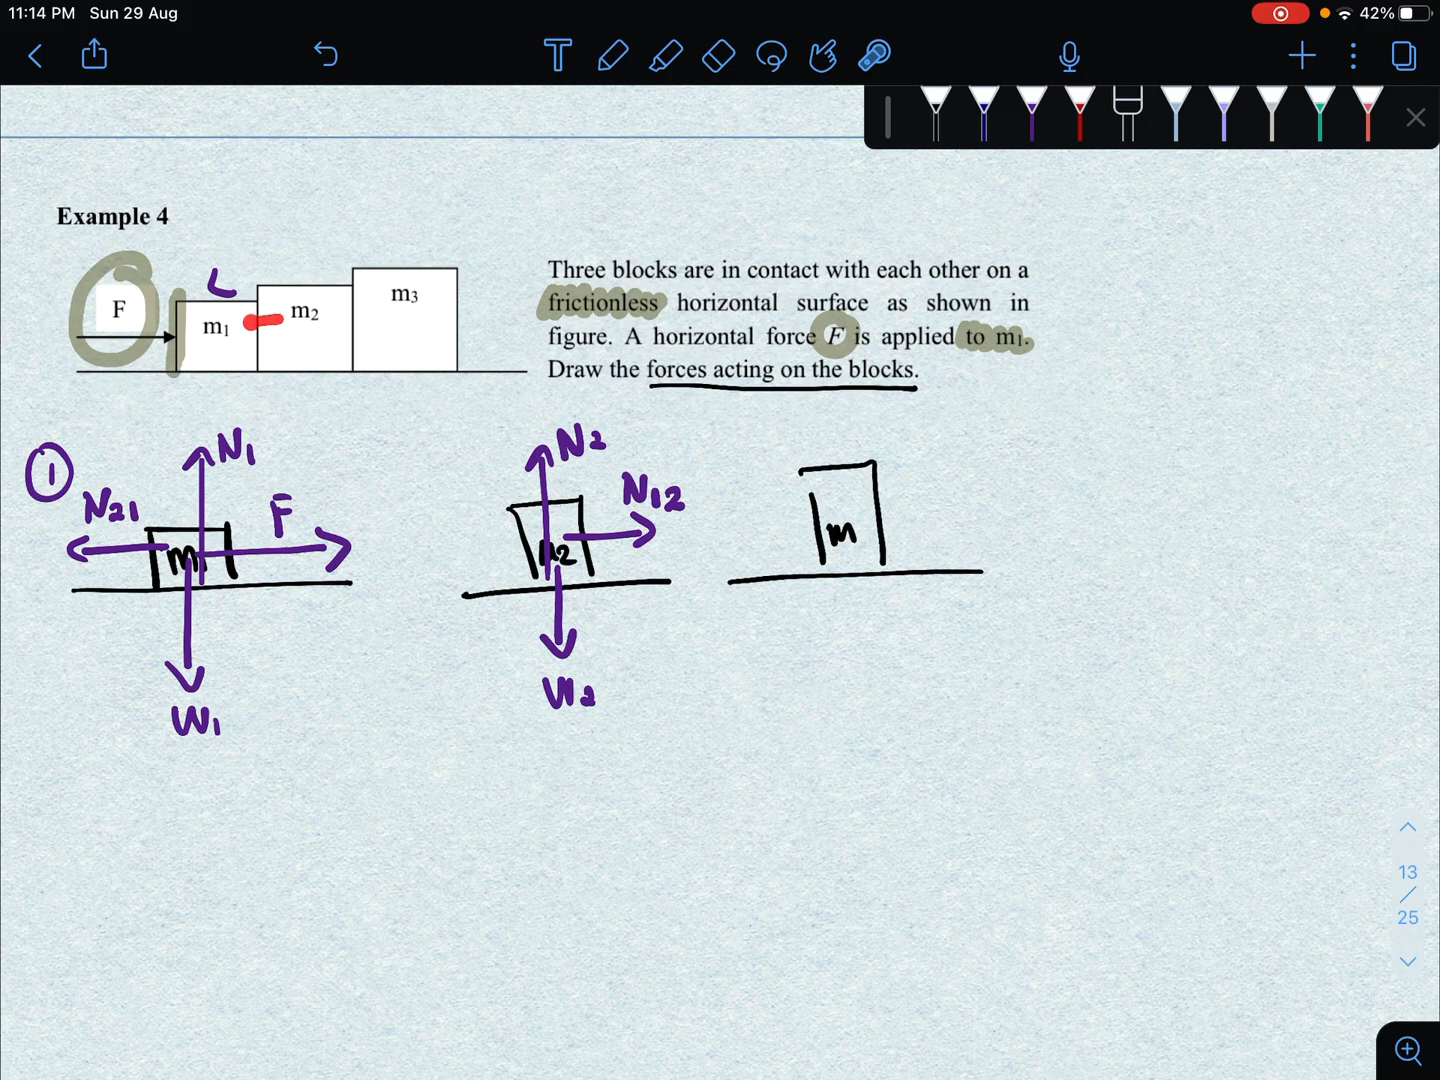 11:14 PM Sun 29 Aug
42%
T
Example 4
F
m₁
m₂
m₃
Three blocks are in contact with each other on a
frictionless horizontal surface as shown in
figure. A horizontal force F is applied to m₁.
Draw the forces acting on the blocks.
①
N₁
N₂₁
F
m
W₁
N₂
N₁₂
m₂
W₂
m
13
/
25